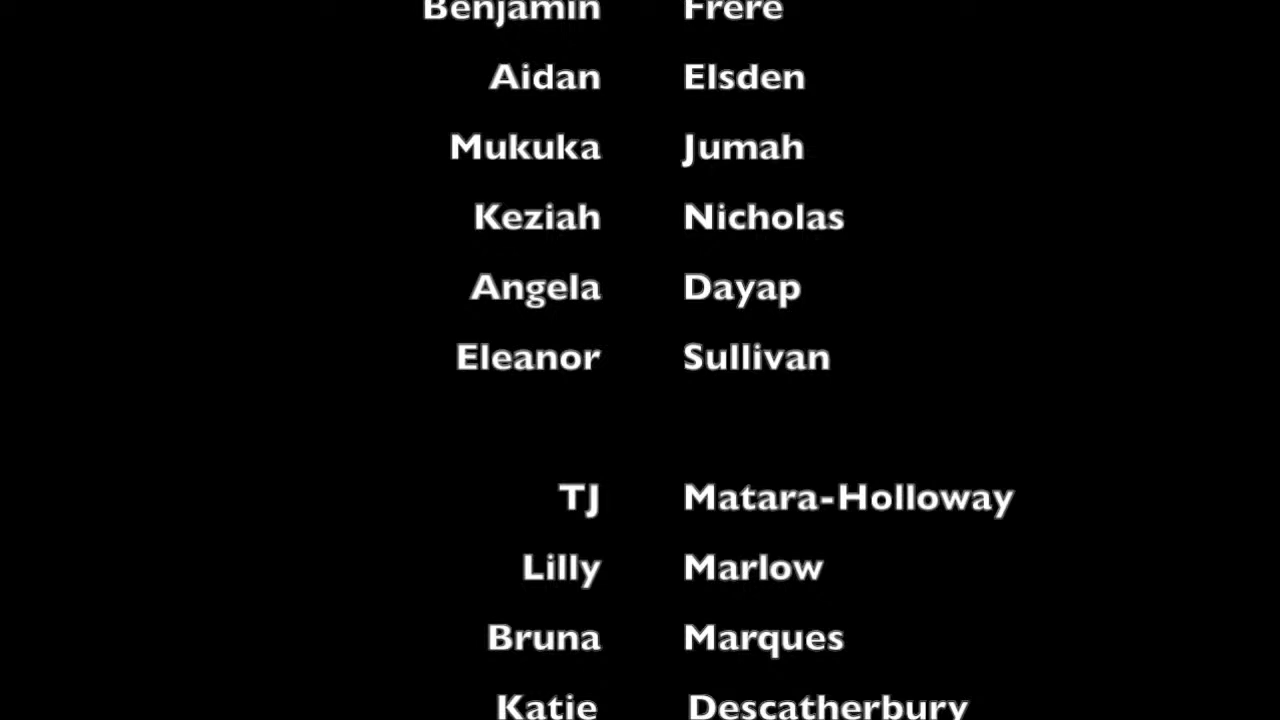 Benjamin Frere
Aidan Elsden
Mukuka Jumah
Keziah Nicholas
Angela Dayap
Eleanor Sullivan
TJ Matara-Holloway
Lilly Marlow
Bruna Marques
Katie Descatherbury